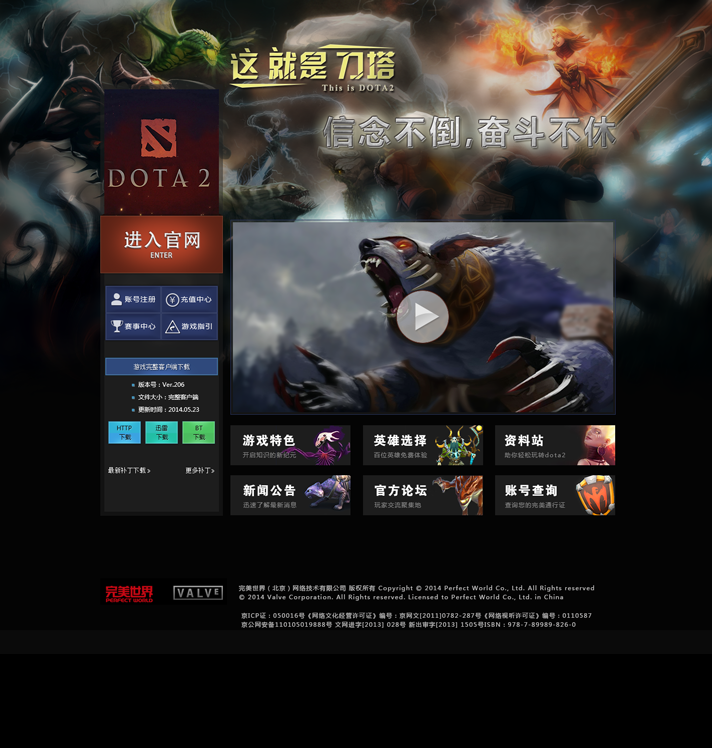 这就是刀塔
This is DOTA2
信念不倒,奋斗不休
DOTA 2
进入官网
ENTER
账号注册
充值中心
赛事中心
游戏指引
游戏完整客户端下载
版本号：Ver.206
文件大小：完整客户端
更新时间：2014.05.23
HTTP
下载
迅雷
下载
BT
下载
最新补丁下载>
更多补丁>
游戏特色
开启知识的新纪元
英雄选择
百位英雄免费体验
资料站
助你轻松玩转dota2
新闻公告
迅速了解最新消息
官方论坛
玩家交流聚集地
账号查询
查询您的完美通行证
完美世界
PERFECT WORLD
VALVE
完美世界（北京）网络技术有限公司 版权所有 Copyright © 2014 Perfect World Co., Ltd. All Rights reserved
© 2014 Valve Corporation. All Rights reserved. Licensed to Perfect World Co., Ltd. in China
京ICP证：050016号《网络文化经营许可证》编号：京网文[2011]0782-287号《网络视听许可证》编号：0110587
京公网安备110105019888号 文网进字[2013] 028号 新出审字[2013] 1505号ISBN：978-7-89989-826-0